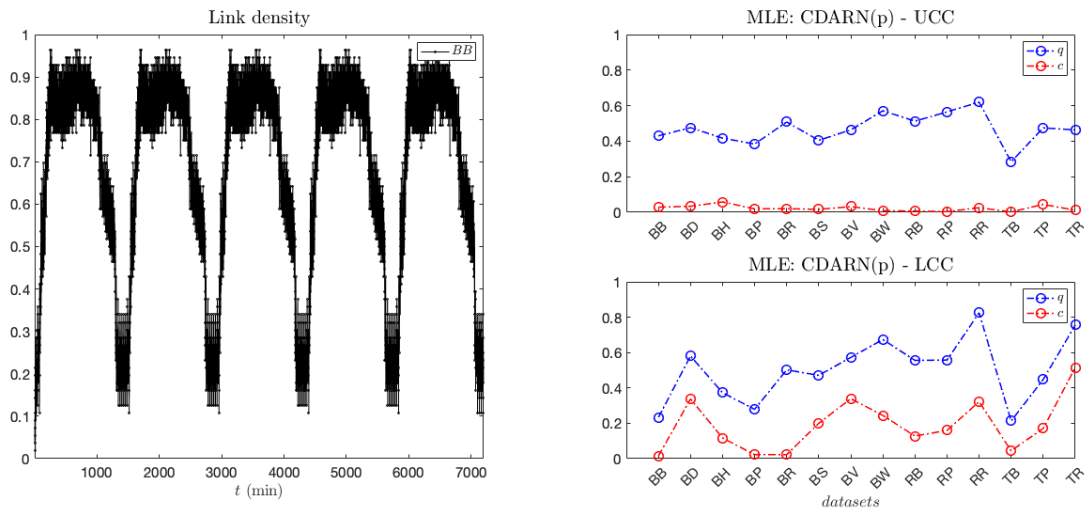 Link density
BB
1
0.9
0.8
0.7
0.6
0.5
0.4
0.3
0.2
0.1
0
1000 2000 3000 4000 5000 6000 7000
t (min)
MLE: CDARN(p) - UCC
q
c
1
0.8
0.6
0.4
0.2
0
BB BD BH BP BR BS BV BW RB RP RR TB TP TR
MLE: CDARN(p) - LCC
q
c
1
0.8
0.6
0.4
0.2
0
BB BD BH BP BR BS BV BW RB RP RR TB TP TR
datasets